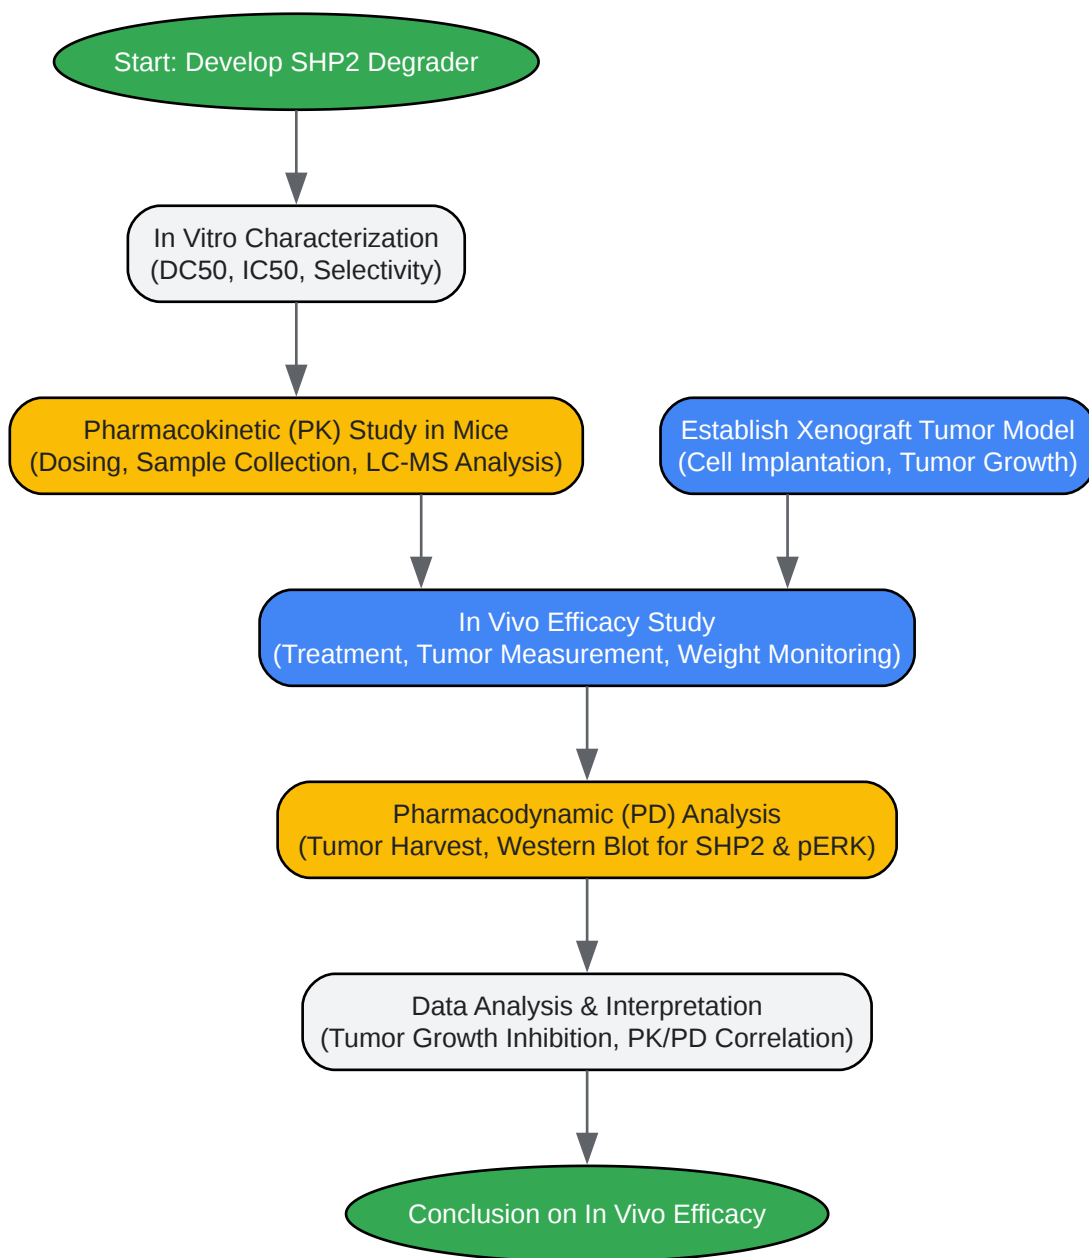 Start: Develop SHP2 Degrader
In Vitro Characterization
(DC50, IC50, Selectivity)
Pharmacokinetic (PK) Study in Mice
(Dosing, Sample Collection, LC-MS Analysis)
Establish Xenograft Tumor Model
(Cell Implantation, Tumor Growth)
In Vivo Efficacy Study
(Treatment, Tumor Measurement, Weight Monitoring)
Pharmacodynamic (PD) Analysis
(Tumor Harvest, Western Blot for SHP2 & pERK)
Data Analysis & Interpretation
(Tumor Growth Inhibition, PK/PD Correlation)
Conclusion on In Vivo Efficacy